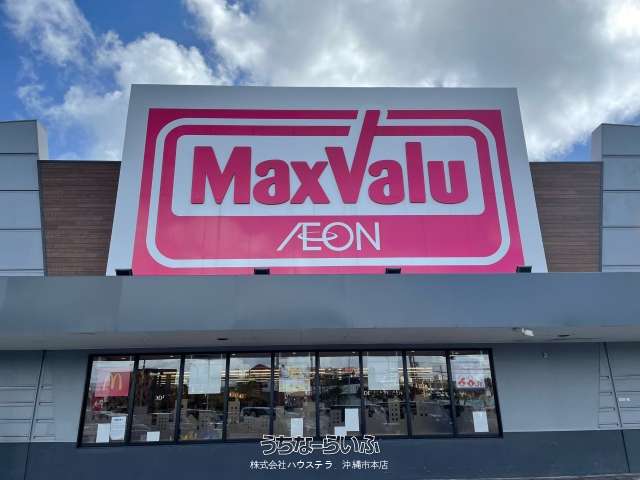 MaxValu
ÆON
うちなーらいふ
株式会社ハウステラ 沖縄市本店